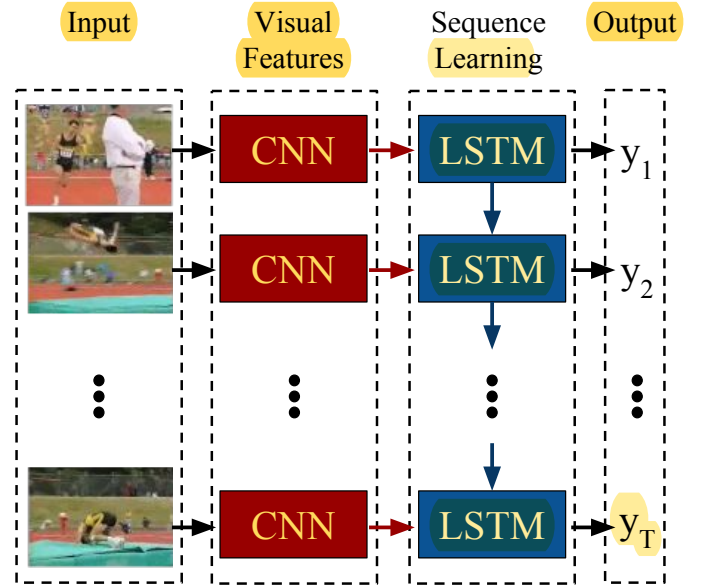 Input
Visual
Features
Sequence
Learning
Output
CNN
LSTM
y1
CNN
LSTM
y2
CNN
LSTM
yT